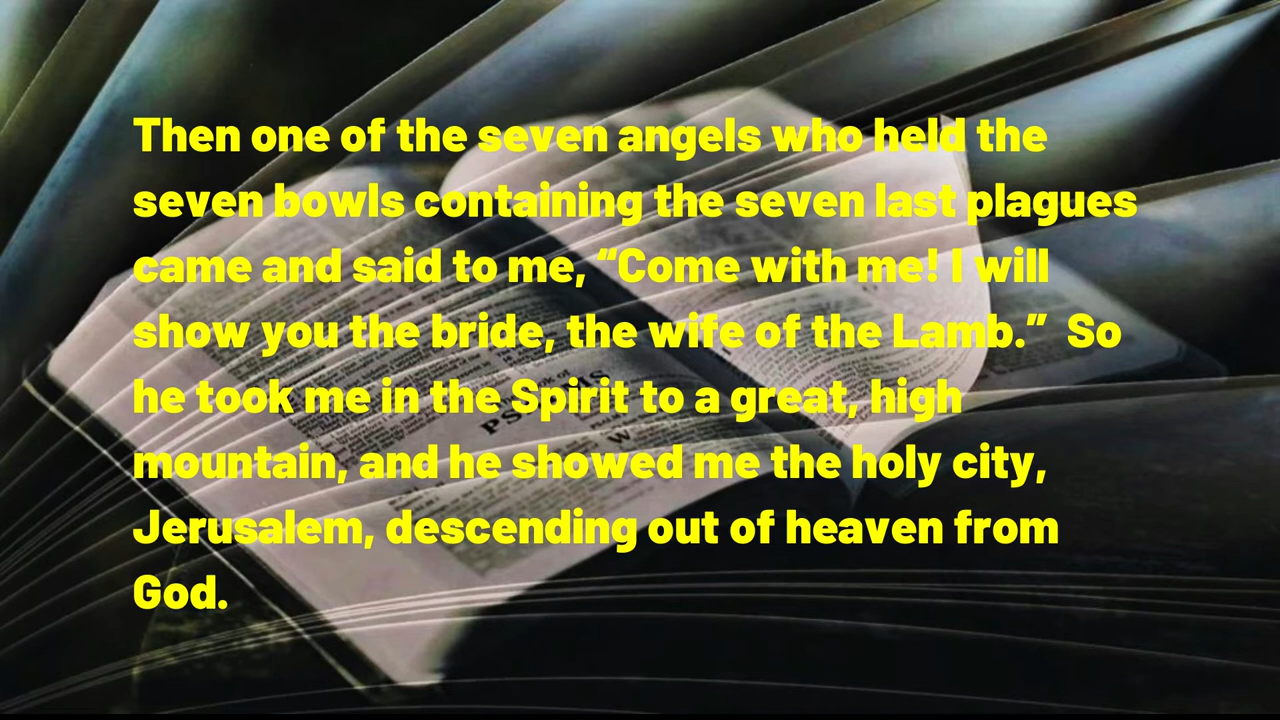 Then one of the seven angels who held the
seven bowls containing the seven last plagues
came and said to me, “Come with me! I will
show you the bride, the wife of the Lamb.”  So
he took me in the Spirit to a great, high
mountain, and he showed me the holy city,
Jerusalem, descending out of heaven from
God.